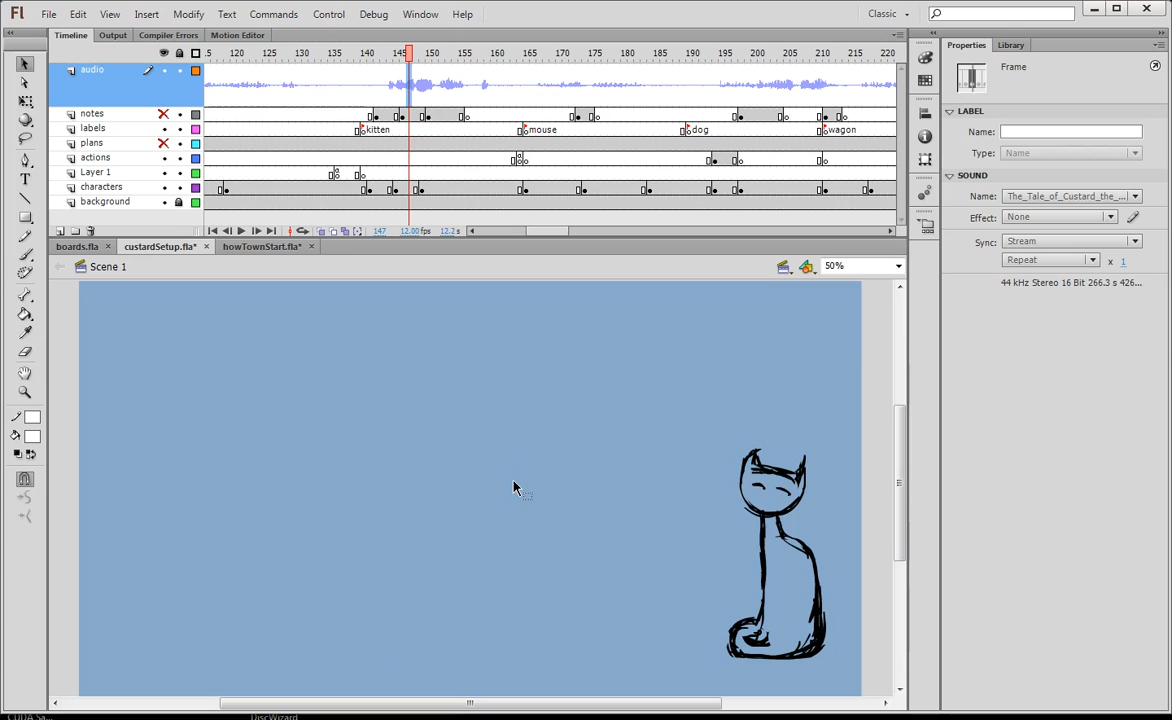 Fl File Edit View Insert Modify Text Commands Control Debug Window Help Classic
Timeline Output Compiler Errors Motion Editor Properties Library
.5 120 125 130 135 140 145 150 155 160 165 170 175 180 185 190 195 200 205 210 215 220
audio
notes
labels kitten mouse dog wagon
plans
actions
Layer 1
characters
background
147 12.00 fps 12.2 s
boards.fla × custardSetup.fla* × howTownStart.fla* ×
Scene 1 50%
Frame
LABEL
Name:
Type: Name
SOUND
Name: The_Tale_of_Custard_the_...
Effect: None
Sync: Stream
Repeat x 1
44 kHz Stereo 16 Bit 266.3 s 426...
CUDA Sa... DiscWizard